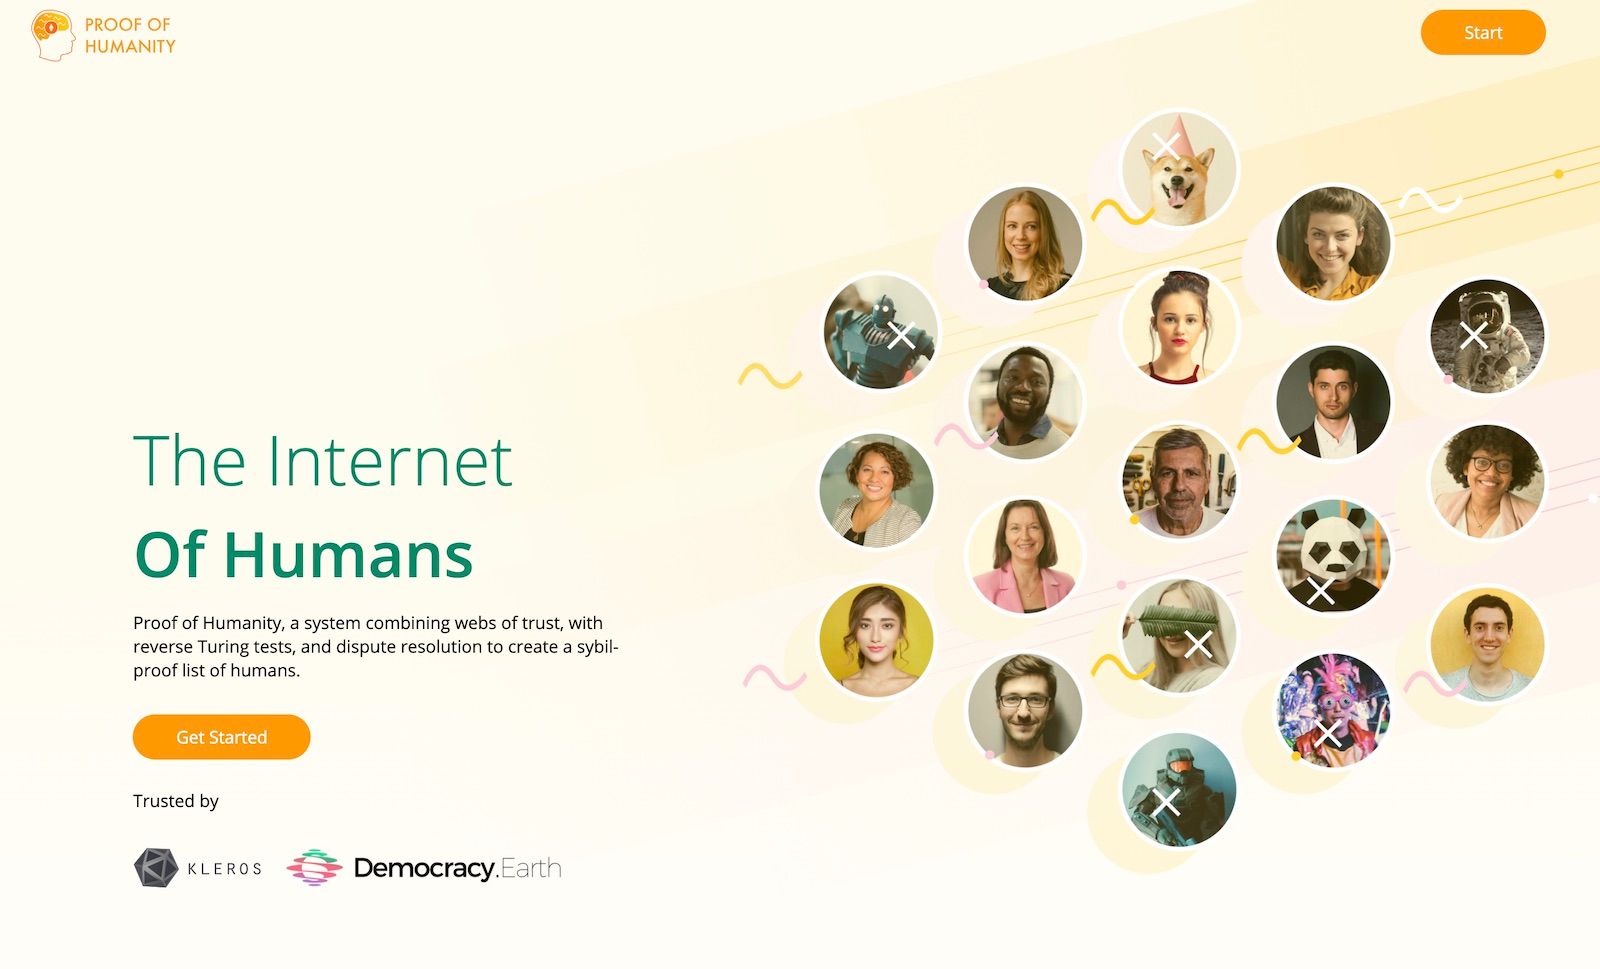 PROOF OF
HUMANITY
Start
The Internet
Of Humans
Proof of Humanity, a system combining webs of trust, with
reverse Turing tests, and dispute resolution to create a sybil-
proof list of humans.
Get Started
Trusted by
KLEROS
Democracy.Earth